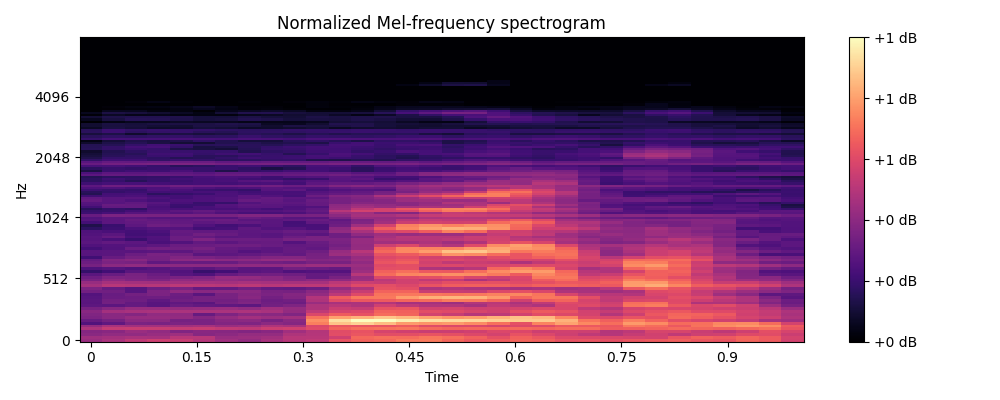 Normalized Mel-frequency spectrogram
Hz
4096
2048
1024
512
0
0 0.15 0.3 0.45 0.6 0.75 0.9
Time
+1 dB
+1 dB
+1 dB
+0 dB
+0 dB
+0 dB